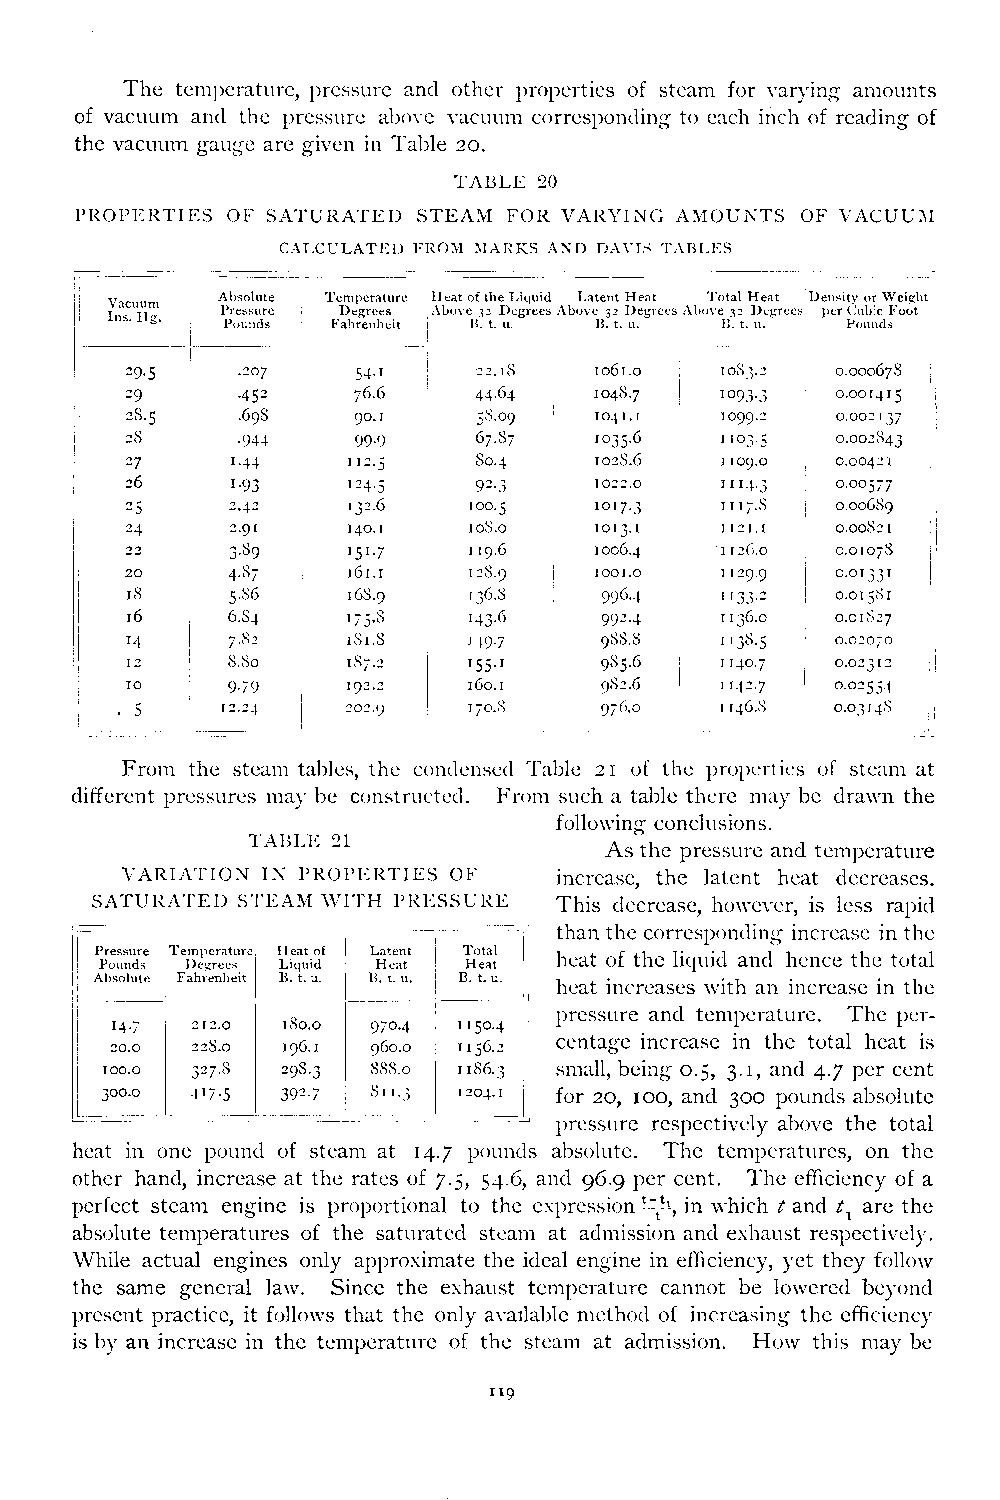 The temperature, pressure and other properties of steam for varying amounts
of vacuum and the pressure above vacuum corresponding to each inch of reading of
the vacuum gauge are given in Table 20.
TABLE 20
PROPERTIES OF SATURATED STEAM FOR VARYING AMOUNTS OF VACUUM
CALCULATED FROM MARKS AND DAVIS TABLES
Vacuum Ins. Hg. Absolute Pressure Pounds Temperature Degrees Fahrenheit Heat of the Liquid Above 32 Degrees B. t. u. Latent Heat Above 32 Degrees B. t. u. Total Heat Above 32 Degrees B. t. u. Density or Weight per Cubic Foot Pounds
29.5 .207 54.1 22.18 1061.0 1083.2 0.000678
29 .452 76.6 44.64 1048.7 1093.3 0.001415
28.5 .698 90.1 58.09 1041.1 1099.2 0.002137
28 .944 99.9 67.87 1035.6 1103.5 0.002843
27 1.44 112.5 80.4 1028.6 1109.0 0.00421
26 1.93 124.5 92.3 1022.0 1114.3 0.00577
25 2.42 132.6 100.5 1017.3 1117.8 0.00689
24 2.91 140.1 108.0 1013.1 1121.1 0.00821
22 3.89 151.7 119.6 1006.4 1126.0 0.01078
20 4.87 161.1 128.9 1001.0 1129.9 0.01331
18 5.86 168.9 136.8 996.4 1133.2 0.01581
16 6.84 175.8 143.6 992.4 1136.0 0.01827
14 7.82 181.8 149.7 988.8 1138.5 0.02070
12 8.80 187.2 155.1 985.6 1140.7 0.02312
10 9.79 192.2 160.1 982.6 1142.7 0.02554
5 12.24 202.9 170.8 976.0 1146.8 0.03148
From the steam tables, the condensed Table 21 of the properties of steam at
different pressures may be constructed. From such a table there may be drawn the
following conclusions.
TABLE 21
VARIATION IN PROPERTIES OF
SATURATED STEAM WITH PRESSURE
Pressure Pounds Absolute Temperature Degrees Fahrenheit Heat of Liquid B. t. u. Latent Heat B. t. u. Total Heat B. t. u.
14.7 212.0 180.0 970.4 1150.4
20.0 228.0 196.1 960.0 1156.2
100.0 327.8 298.3 888.0 1186.3
300.0 417.5 392.7 811.3 1204.1
As the pressure and temperature
increase, the latent heat decreases.
This decrease, however, is less rapid
than the corresponding increase in the
heat of the liquid and hence the total
heat increases with an increase in the
pressure and temperature. The per-
centage increase in the total heat is
small, being 0.5, 3.1, and 4.7 per cent
for 20, 100, and 300 pounds absolute
pressure respectively above the total
heat in one pound of steam at 14.7 pounds absolute. The temperatures, on the
other hand, increase at the rates of 7.5, 54.6, and 96.9 per cent. The efficiency of a
perfect steam engine is proportional to the expression (t-t₁)/t, in which t and t₁ are the
absolute temperatures of the saturated steam at admission and exhaust respectively.
While actual engines only approximate the ideal engine in efficiency, yet they follow
the same general law. Since the exhaust temperature cannot be lowered beyond
present practice, it follows that the only available method of increasing the efficiency
is by an increase in the temperature of the steam at admission. How this may be
119